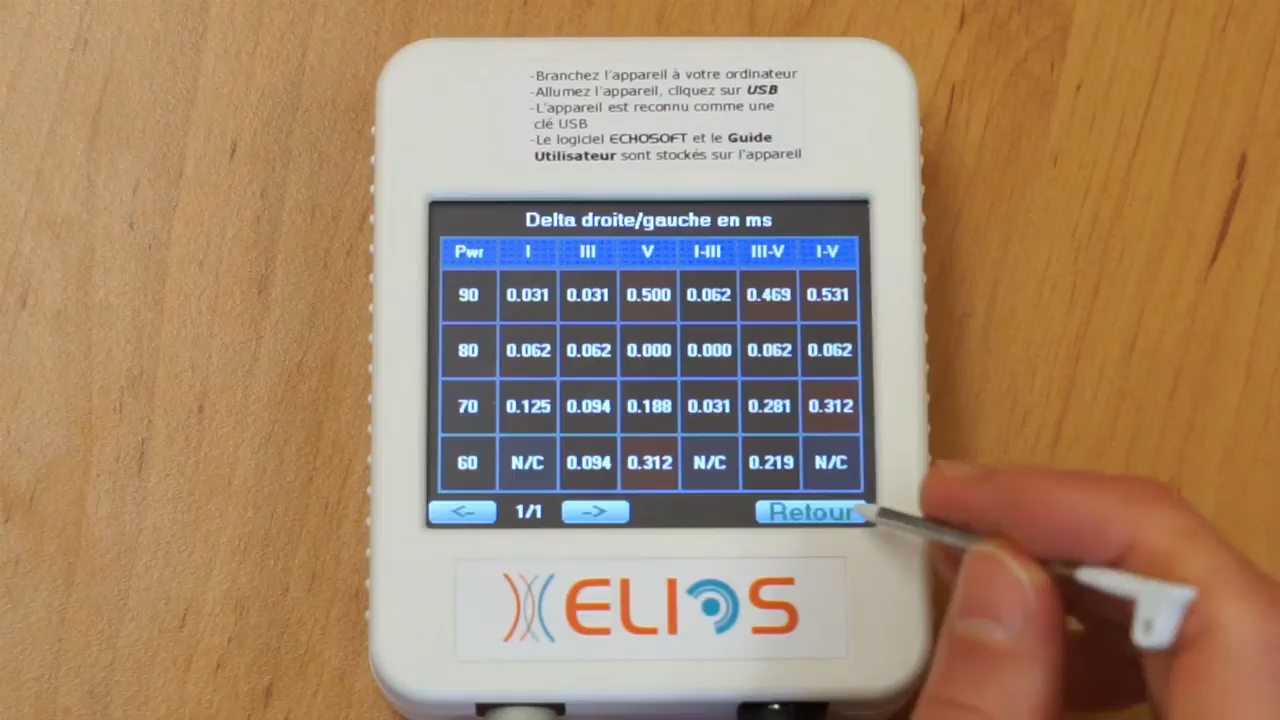 -Branchez l'appareil à votre ordinateur
-Allumez l'appareil, cliquez sur USB
-L'appareil est reconnu comme une
clé USB
-Le logiciel ECHOSOFT et le Guide
Utilisateur sont stockés sur l'appareil
Delta droite/gauche en ms
Pwr I III V I-III III-V I-V
90 0.031 0.031 0.500 0.062 0.469 0.531
80 0.062 0.062 0.000 0.000 0.062 0.062
70 0.125 0.094 0.188 0.031 0.281 0.312
60 N/C 0.094 0.312 N/C 0.219 N/C
<- 1/1 -> Retour
ELIOS